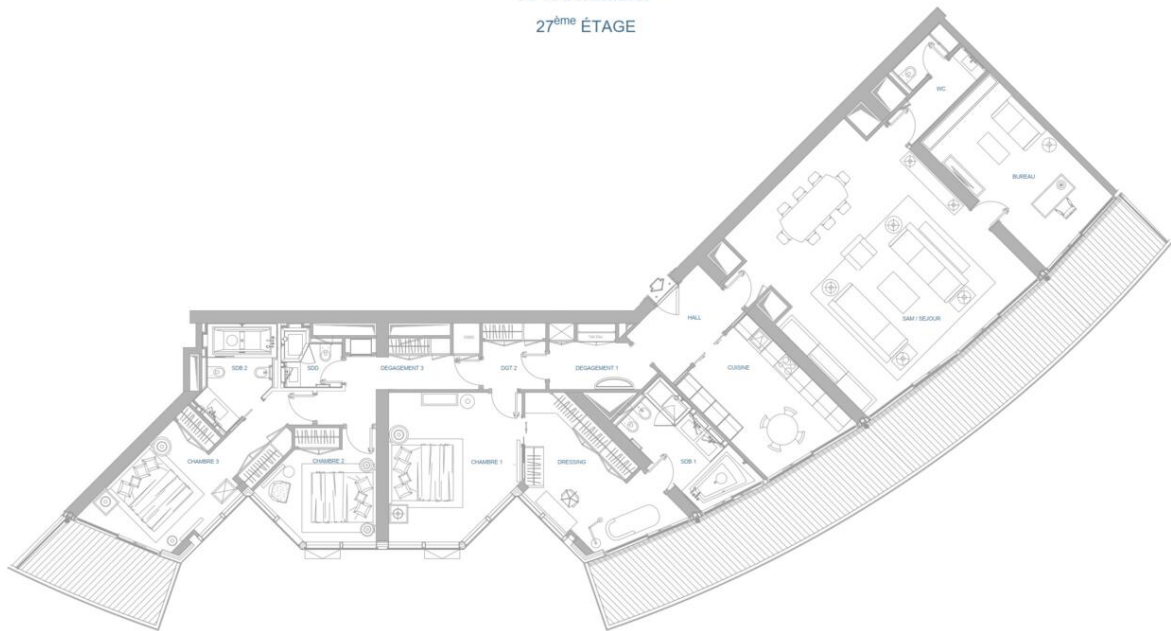 27ème ÉTAGE
WC
BUREAU
HALL
SAM / SÉJOUR
SDB 2
SDD
DEGAGEMENT 3
DGT 2
DEGAGEMENT 1
CUISINE
CHAMBRE 3
CHAMBRE 2
CHAMBRE 1
DRESSING
SDB 1